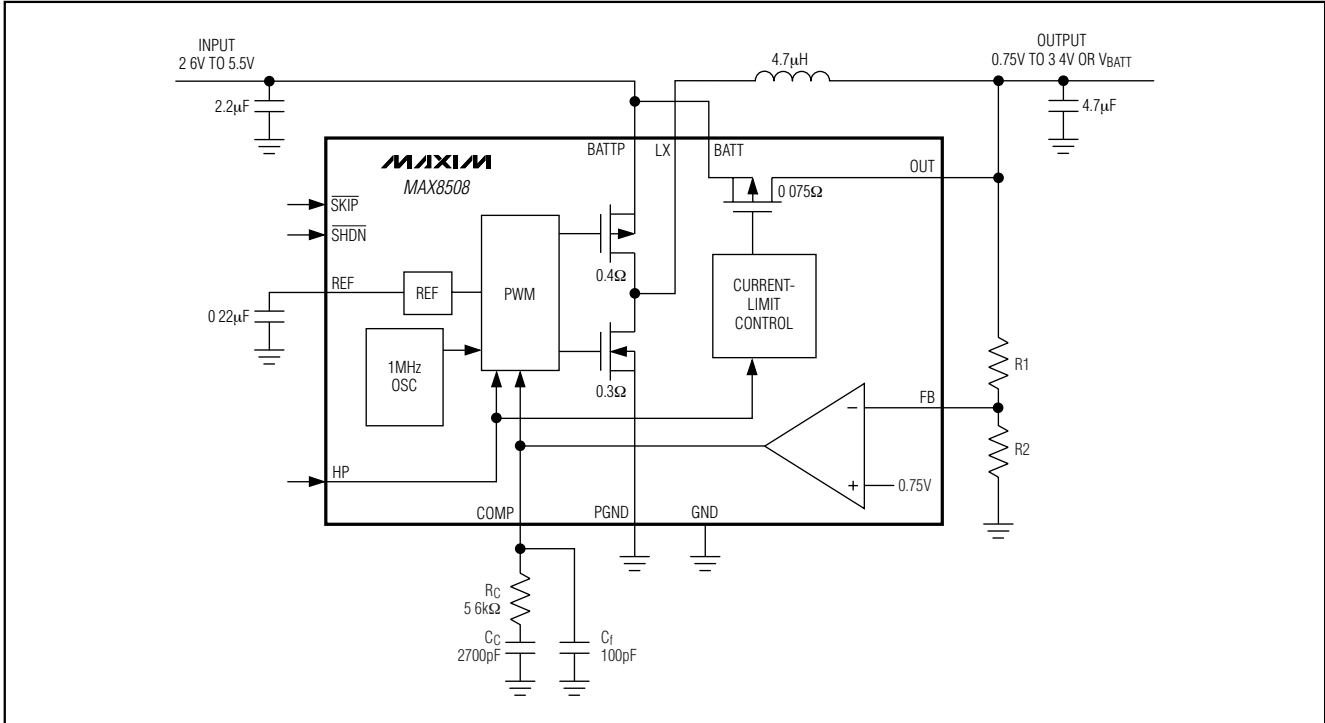 INPUT
2 6V TO 5.5V
2.2µF
4.7µH
OUTPUT
0.75V TO 3 4V OR VBATT
4.7µF
BATTP
LX
BATT
MAXIM
MAX8508
OUT
0 075Ω
SKIP
SHDN
REF
REF
PWM
0.4Ω
CURRENT-
LIMIT
CONTROL
0 22µF
1MHz
OSC
0.3Ω
R1
FB
−
R2
HP
+
0.75V
COMP
PGND
GND
RC
5 6kΩ
CC
2700pF
Cf
100pF